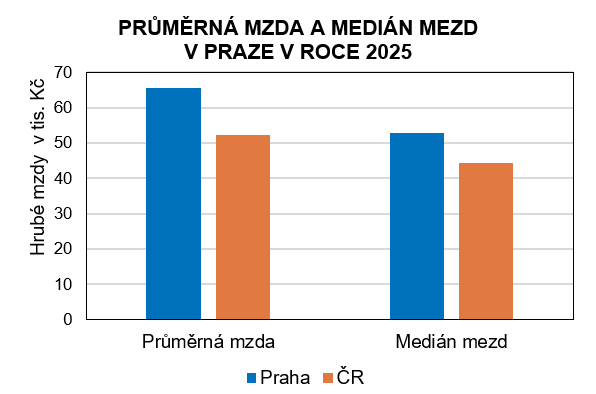 PRŮMĚRNÁ MZDA A MEDIÁN MEZD
V PRAZE V ROCE 2025
Hrubé mzdy v tis. Kč
70
60
50
40
30
20
10
0
Průměrná mzda
Medián mezd
Praha
ČR